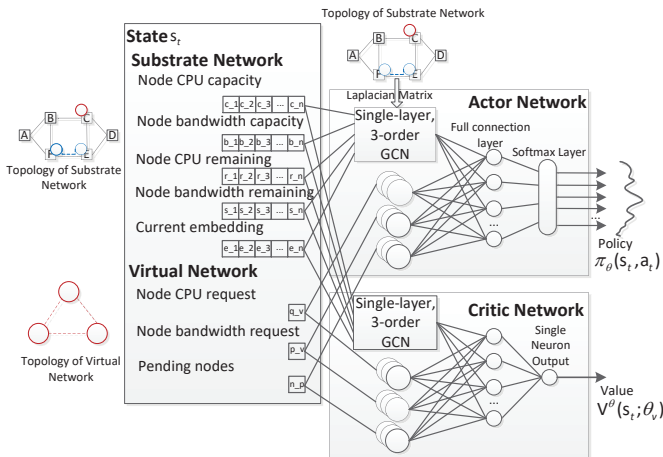 Topology of Substrate Network
A
B
C
D
F
E
State s_t
Substrate Network
Node CPU capacity
c_1 c_2 c_3 ... c_n
Node bandwidth capacity
b_1 b_2 b_3 ... b_n
Node CPU remaining
r_1 r_2 r_3 ... r_n
Node bandwidth remaining
s_1 s_2 s_3 ... s_n
Current embedding
e_1 e_2 e_3 ... e_n
Virtual Network
Node CPU request
q_v
Node bandwidth request
p_v
Pending nodes
n_p
A
B
C
D
F
E
Topology of Substrate
Network
Topology of Virtual
Network
Laplacian Matrix
Actor Network
Single-layer,
3-order
GCN
Full connection
layer
...
Softmax Layer
...
Policy
π_θ(s_t,a_t)
Critic Network
Single-layer,
3-order
GCN
...
Single
Neuron
Output
Value
V^θ(s_t;θ_v)